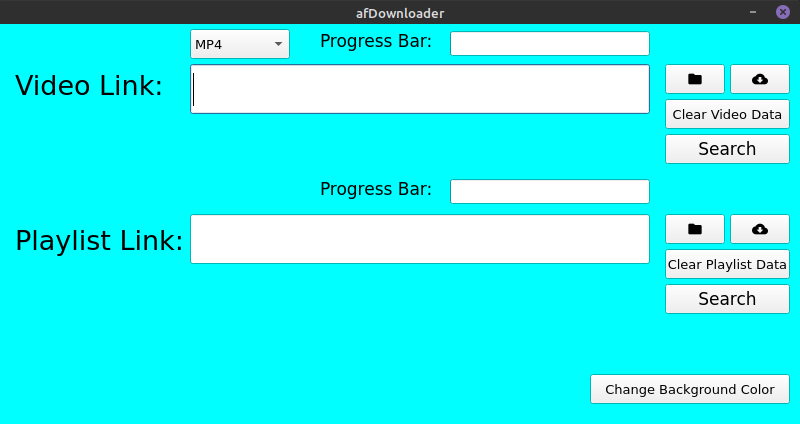 afDownloader
MP4
Progress Bar:
Video Link:
Clear Video Data
Search
Progress Bar:
Playlist Link:
Clear Playlist Data
Search
Change Background Color